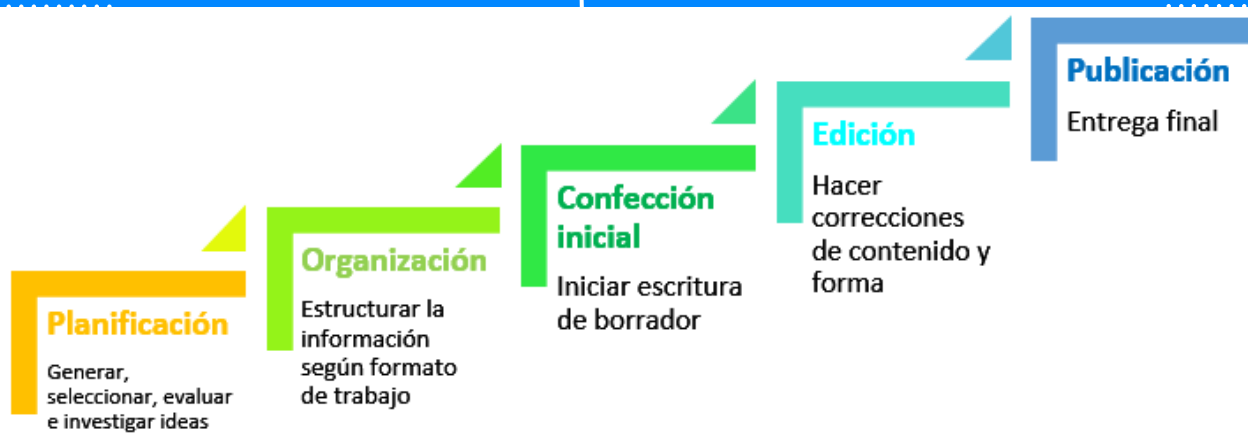 Planificación
Generar,
seleccionar, evaluar
e investigar ideas
Organización
Estructurar la
información
según formato
de trabajo
Confección
inicial
Iniciar escritura
de borrador
Edición
Hacer
correcciones
de contenido y
forma
Publicación
Entrega final